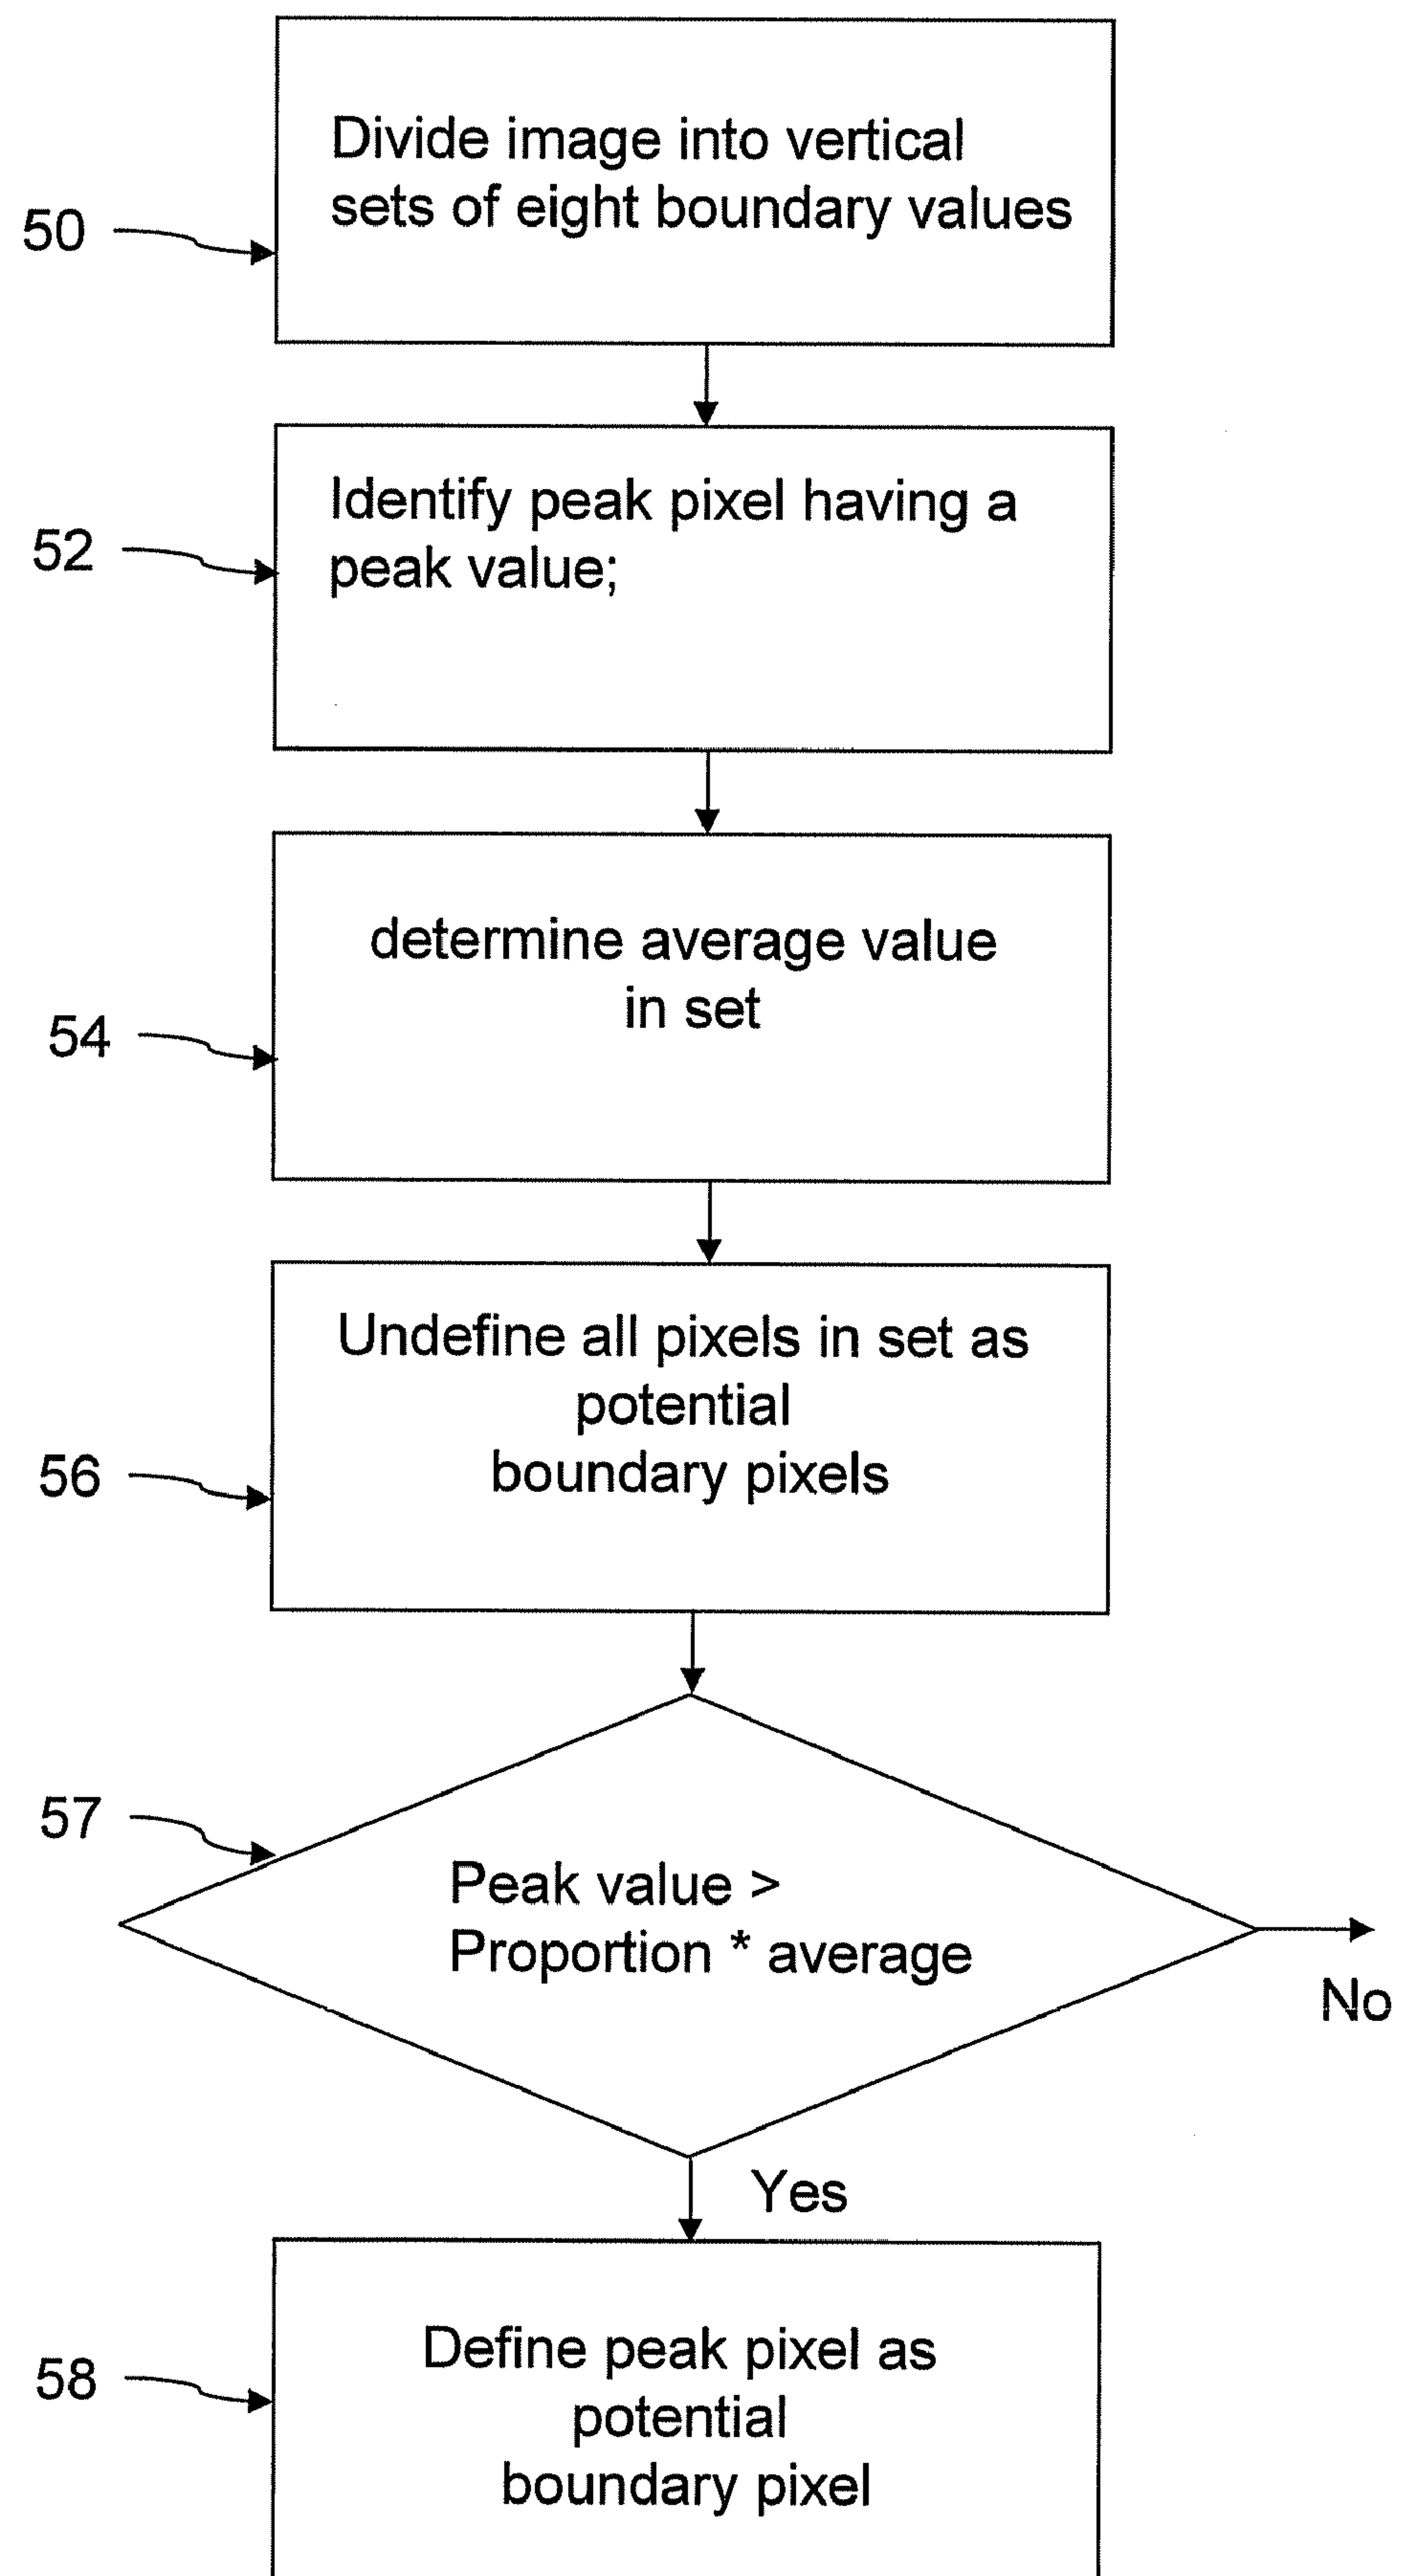 Divide image into vertical
sets of eight boundary values
50
Identify peak pixel having a
peak value;
52
determine average value
in set
54
Undefine all pixels in set as
potential
boundary pixels
56
57
Peak value >
Proportion * average
No
Yes
Define peak pixel as
potential
boundary pixel
58